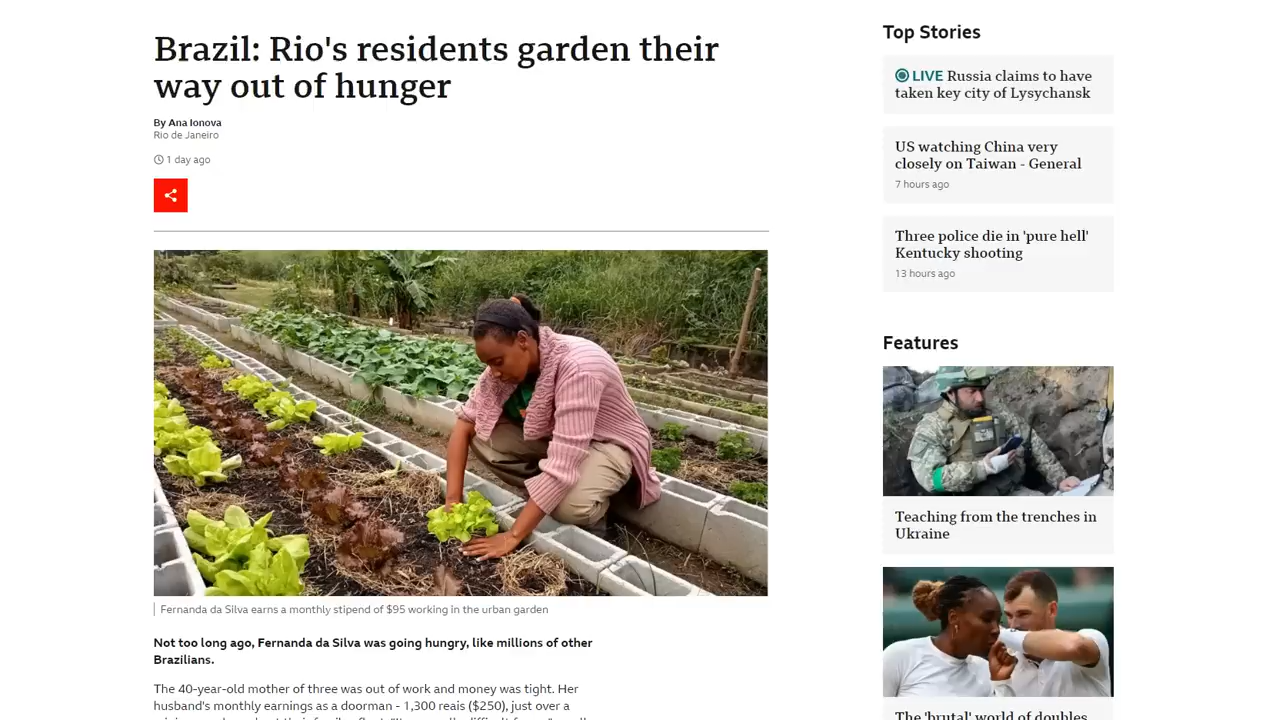 Brazil: Rio's residents garden their
way out of hunger
By Ana Ionova
Rio de Janeiro
1 day ago
Fernanda da Silva earns a monthly stipend of $95 working in the urban garden
Not too long ago, Fernanda da Silva was going hungry, like millions of other
Brazilians.
The 40-year-old mother of three was out of work and money was tight. Her
husband's monthly earnings as a doorman - 1,300 reais ($250), just over a
Top Stories
LIVE Russia claims to have
taken key city of Lysychansk
US watching China very
closely on Taiwan - General
7 hours ago
Three police die in 'pure hell'
Kentucky shooting
13 hours ago
Features
Teaching from the trenches in
Ukraine
The 'brutal' world of doubles